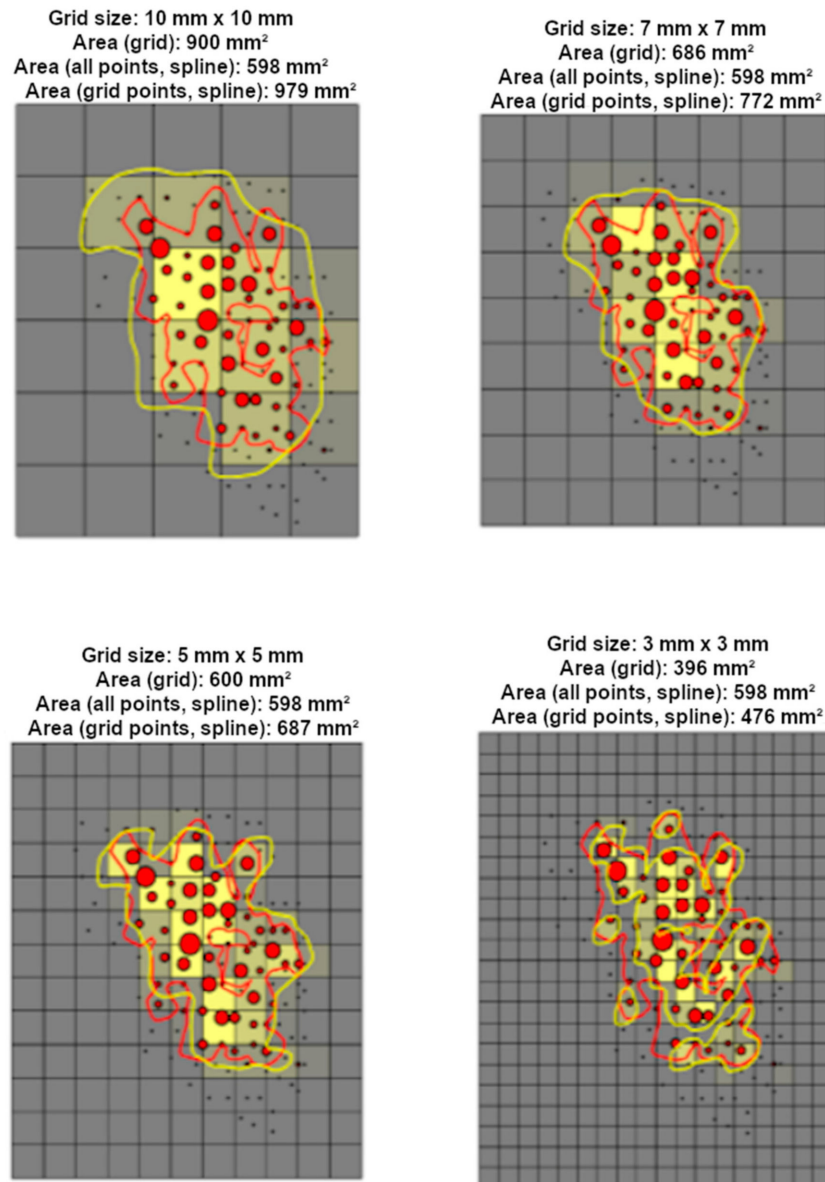 Grid size: 10 mm x 10 mm
Area (grid): 900 mm²
Area (all points, spline): 598 mm²
Area (grid points, spline): 979 mm²
Grid size: 7 mm x 7 mm
Area (grid): 686 mm²
Area (all points, spline): 598 mm²
Area (grid points, spline): 772 mm²
Grid size: 5 mm x 5 mm
Area (grid): 600 mm²
Area (all points, spline): 598 mm²
Area (grid points, spline): 687 mm²
Grid size: 3 mm x 3 mm
Area (grid): 396 mm²
Area (all points, spline): 598 mm²
Area (grid points, spline): 476 mm²